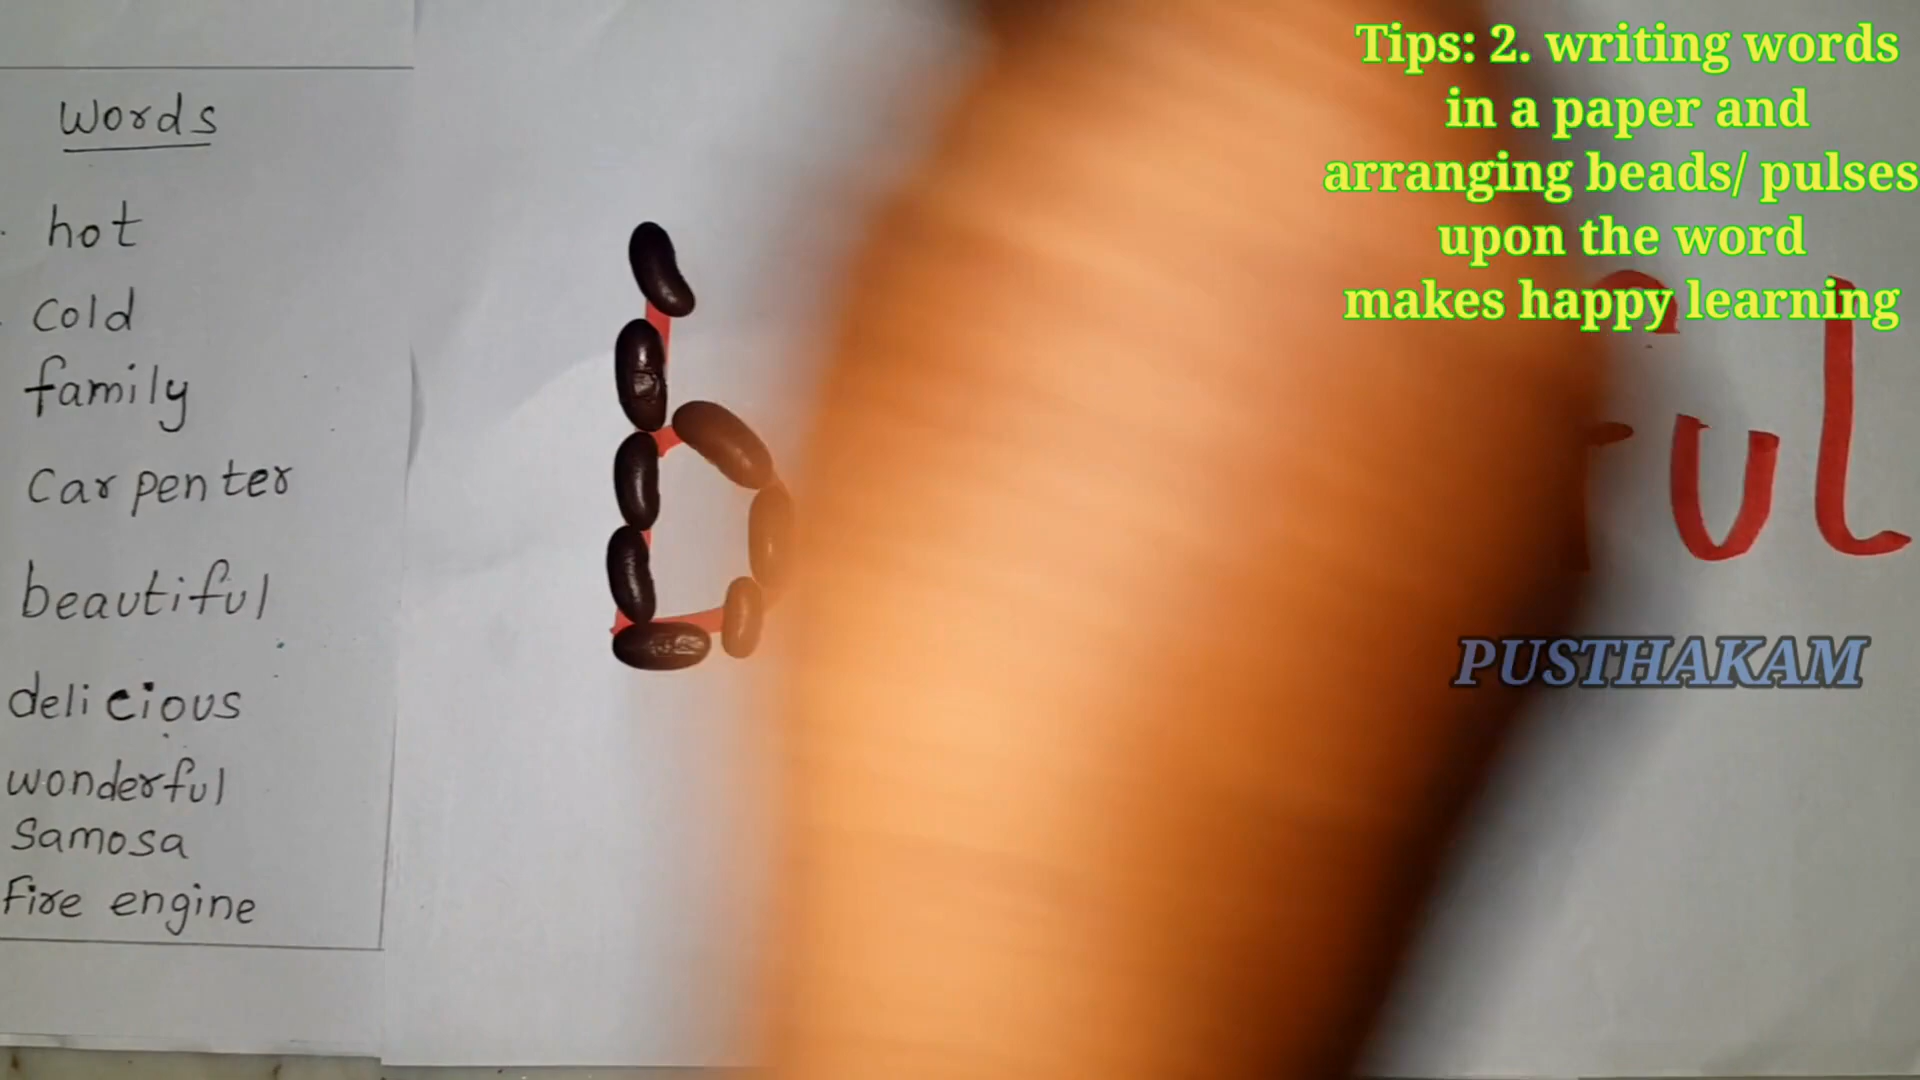 Words
hot
cold
family
carpenter
beautiful
delicious
wonderful
Samosa
Fire engine
b
ful
Tips: 2. writing words
in a paper and
arranging beads/ pulses
upon the word
makes happy learning
PUSTHAKAM